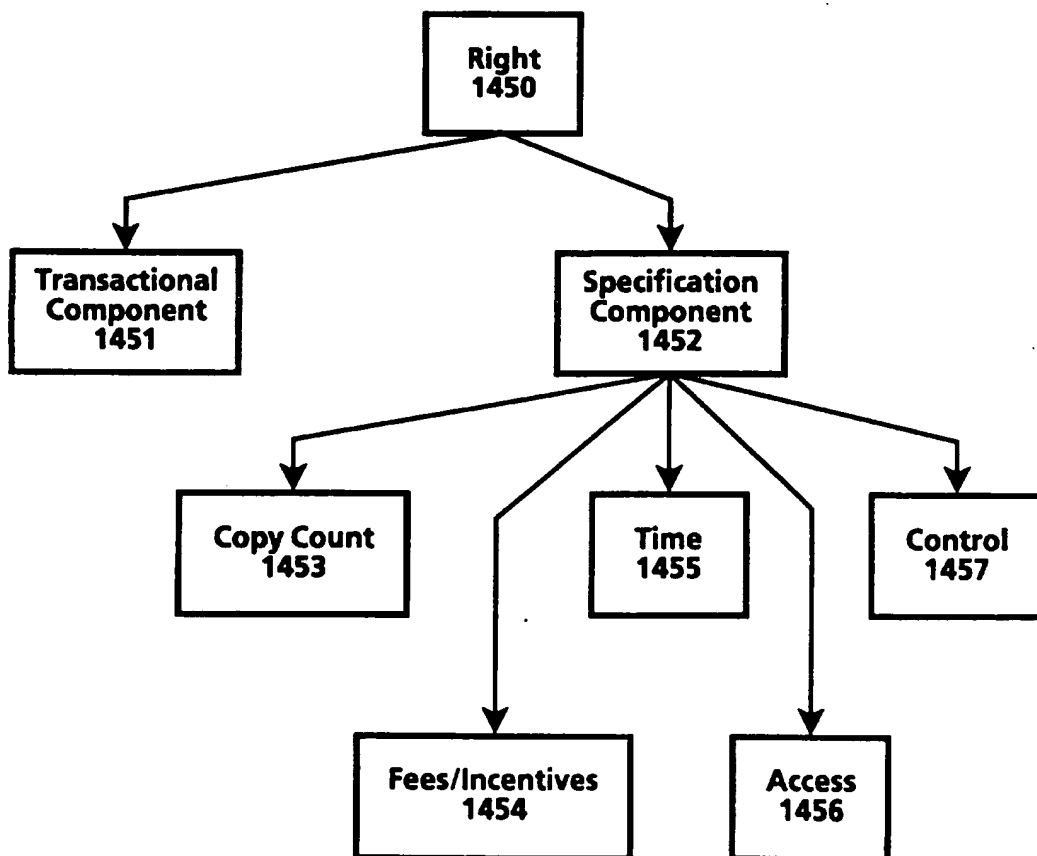 Right
1450
Transactional
Component
1451
Specification
Component
1452
Copy Count
1453
Time
1455
Control
1457
Fees/Incentives
1454
Access
1456